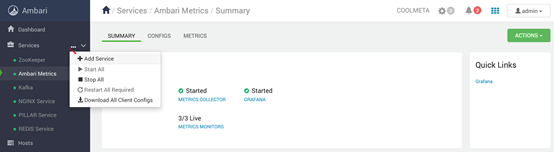 Ambari
/ Services / Ambari Metrics / Summary
COOLMETA
admin
Dashboard
Services
ZooKeeper
Ambari Metrics
Kafka
NGINX Service
PILLAR Service
REDIS Service
Hosts
Add Service
Start All
Stop All
Restart All Required
Download All Client Configs
SUMMARY
CONFIGS
METRICS
ACTIONS
Started
METRICS COLLECTOR
Started
GRAFANA
3/3 Live
METRICS MONITORS
Quick Links
Grafana